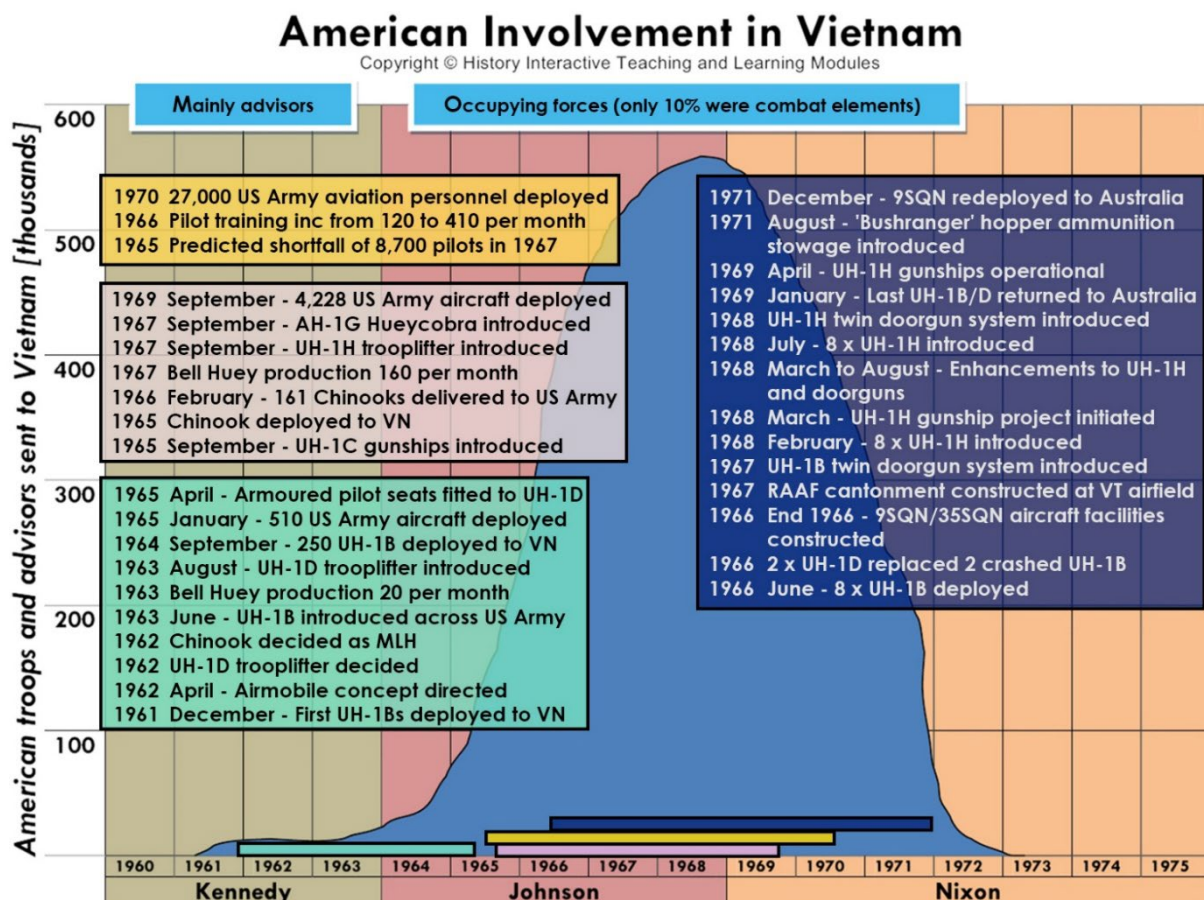 American Involvement in Vietnam
Copyright © History Interactive Teaching and Learning Modules
Mainly advisors
Occupying forces (only 10% were combat elements)
American troops and advisors sent to Vietnam [thousands]
600
500
400
300
200
100
1970 27,000 US Army aviation personnel deployed
1966 Pilot training inc from 120 to 410 per month
1965 Predicted shortfall of 8,700 pilots in 1967
1969 September - 4,228 US Army aircraft deployed
1967 September - AH-1G Hueycobra introduced
1967 September - UH-1H trooplifter introduced
1967 Bell Huey production 160 per month
1966 February - 161 Chinooks delivered to US Army
1965 Chinook deployed to VN
1965 September - UH-1C gunships introduced
1965 April - Armoured pilot seats fitted to UH-1D
1965 January - 510 US Army aircraft deployed
1964 September - 250 UH-1B deployed to VN
1963 August - UH-1D trooplifter introduced
1963 Bell Huey production 20 per month
1963 June - UH-1B introduced across US Army
1962 Chinook decided as MLH
1962 UH-1D trooplifter decided
1962 April - Airmobile concept directed
1961 December - First UH-1Bs deployed to VN
1971 December - 9SQN redeployed to Australia
1971 August - 'Bushranger' hopper ammunition
stowage introduced
1969 April - UH-1H gunships operational
1969 January - Last UH-1B/D returned to Australia
1968 UH-1H twin doorgun system introduced
1968 July - 8 x UH-1H introduced
1968 March to August - Enhancements to UH-1H
and doorguns
1968 March - UH-1H gunship project initiated
1968 February - 8 x UH-1H introduced
1967 UH-1B twin doorgun system introduced
1967 RAAF cantonment constructed at VT airfield
1966 End 1966 - 9SQN/35SQN aircraft facilities
constructed
1966 2 x UH-1D replaced 2 crashed UH-1B
1966 June - 8 x UH-1B deployed
1960 1961 1962 1963 1964 1965 1966 1967 1968 1969 1970 1971 1972 1973 1974 1975
Kennedy Johnson Nixon